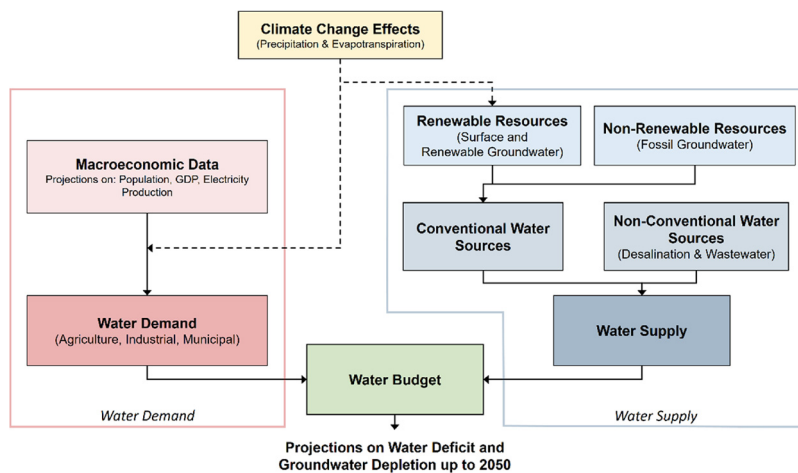 Climate Change Effects
(Precipitation & Evapotranspiration)
Macroeconomic Data
Projections on: Population, GDP, Electricity
Production
Renewable Resources
(Surface and
Renewable Groundwater)
Non-Renewable Resources
(Fossil Groundwater)
Conventional Water
Sources
Non-Conventional Water
Sources
(Desalination & Wastewater)
Water Demand
(Agriculture, Industrial, Municipal)
Water Supply
Water Budget
Water Demand
Water Supply
Projections on Water Deficit and
Groundwater Depletion up to 2050